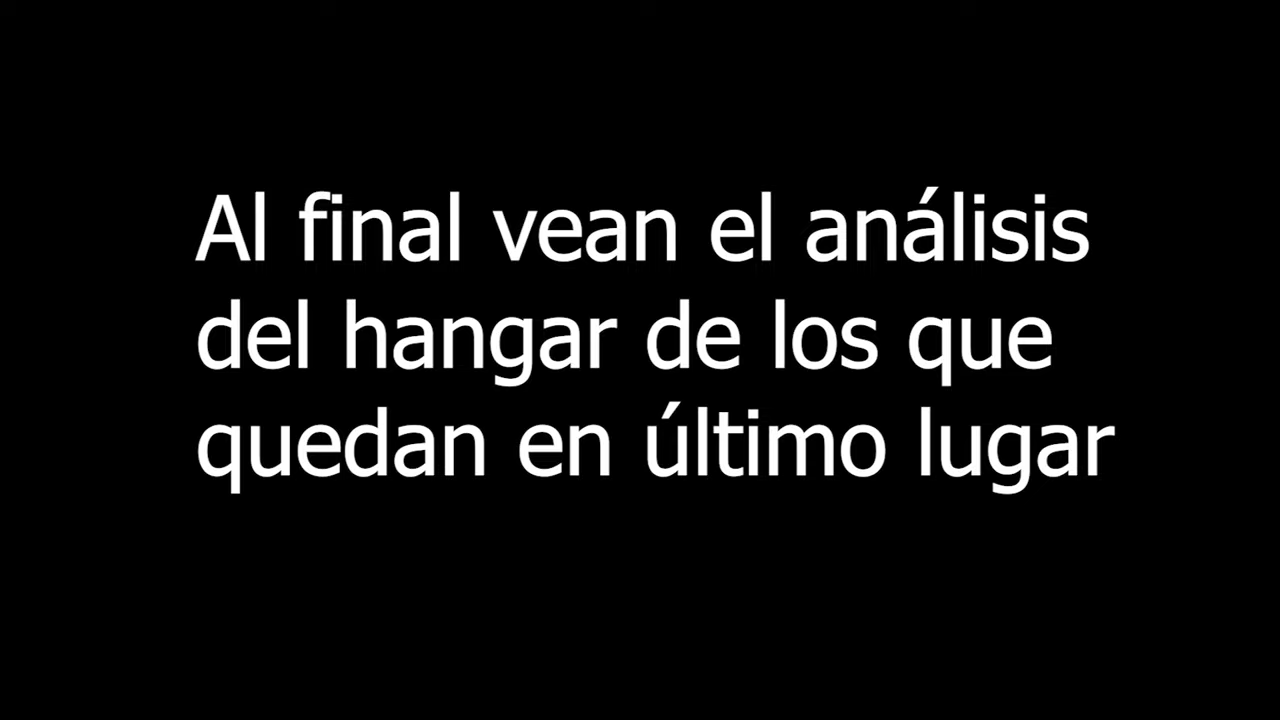 Al final vean el análisis
del hangar de los que
quedan en último lugar